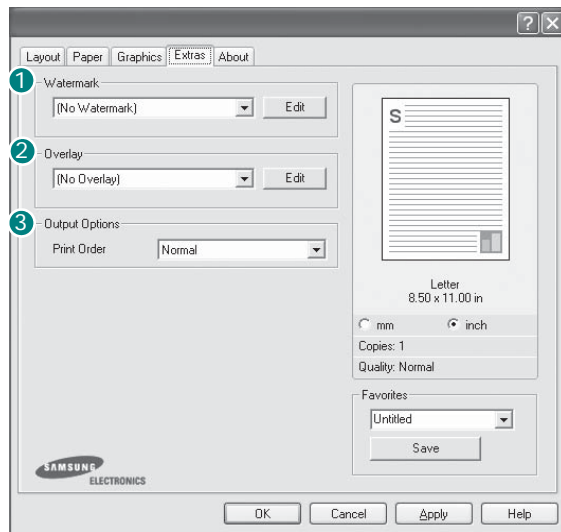 Layout Paper Graphics Extras About
1 Watermark
(No Watermark) Edit
2 Overlay
(No Overlay) Edit
3 Output Options
Print Order Normal
S
Letter
8.50 x 11.00 in
mm inch
Copies: 1
Quality: Normal
Favorites
Untitled
Save
SAMSUNG
ELECTRONICS
OK Cancel Apply Help